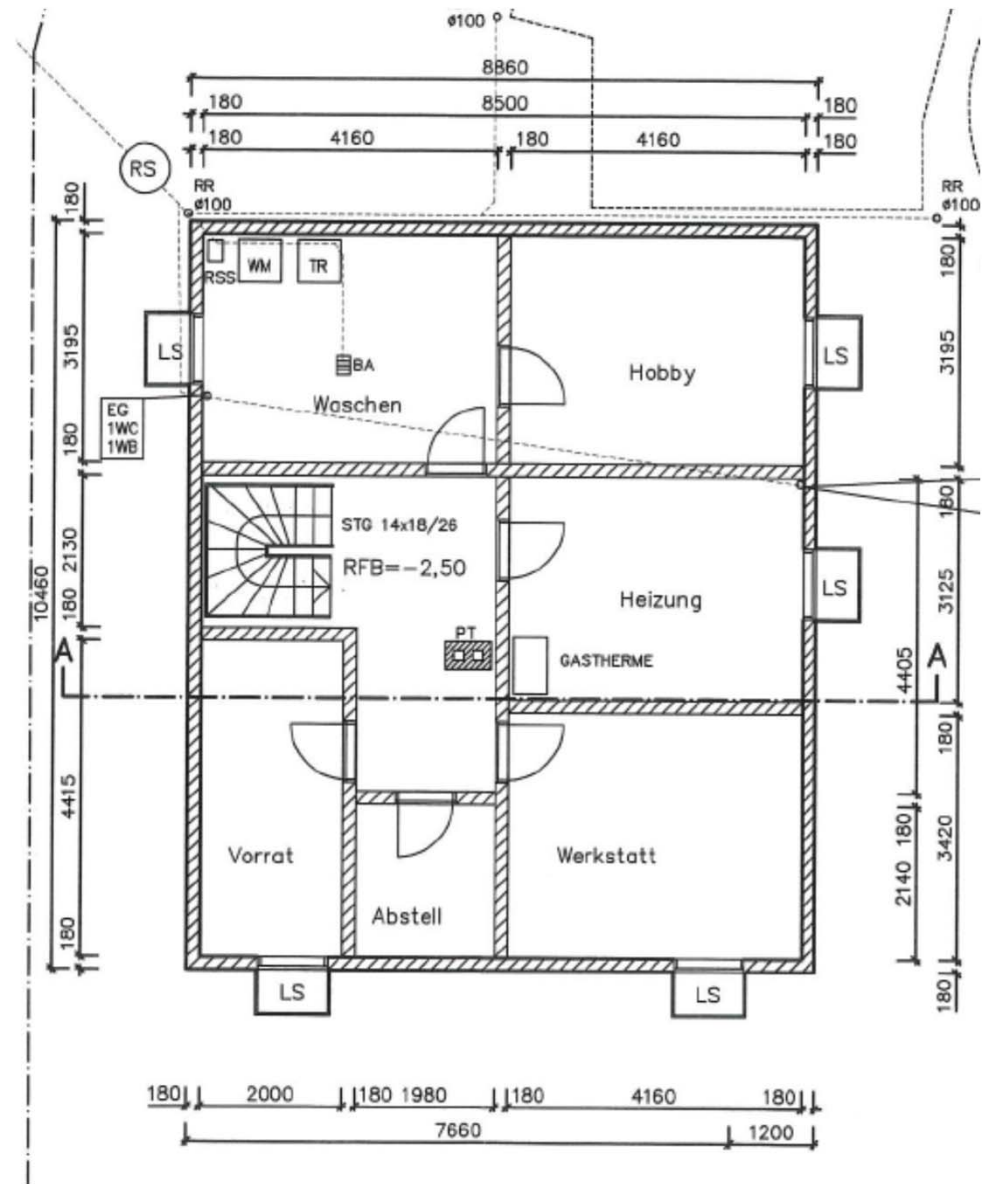 ø100
8860
180 8500 180
180 4160 180 4160 180
RS
RR
ø100
RR
ø100
180
180
RSS
WM
TR
3195
3195
LS
LS
BA
Hobby
Waschen
EG
1WC
1WB
180
180
STG 14x18/26
RFB=-2,50
2130
10460
180
3125
LS
Heizung
PT
GASTHERME
A
A
4405
180
4415
3420
180
2140
Vorrat
Werkstatt
Abstell
180
180
LS
LS
180 2000 180 1980 180 4160 180
7660 1200